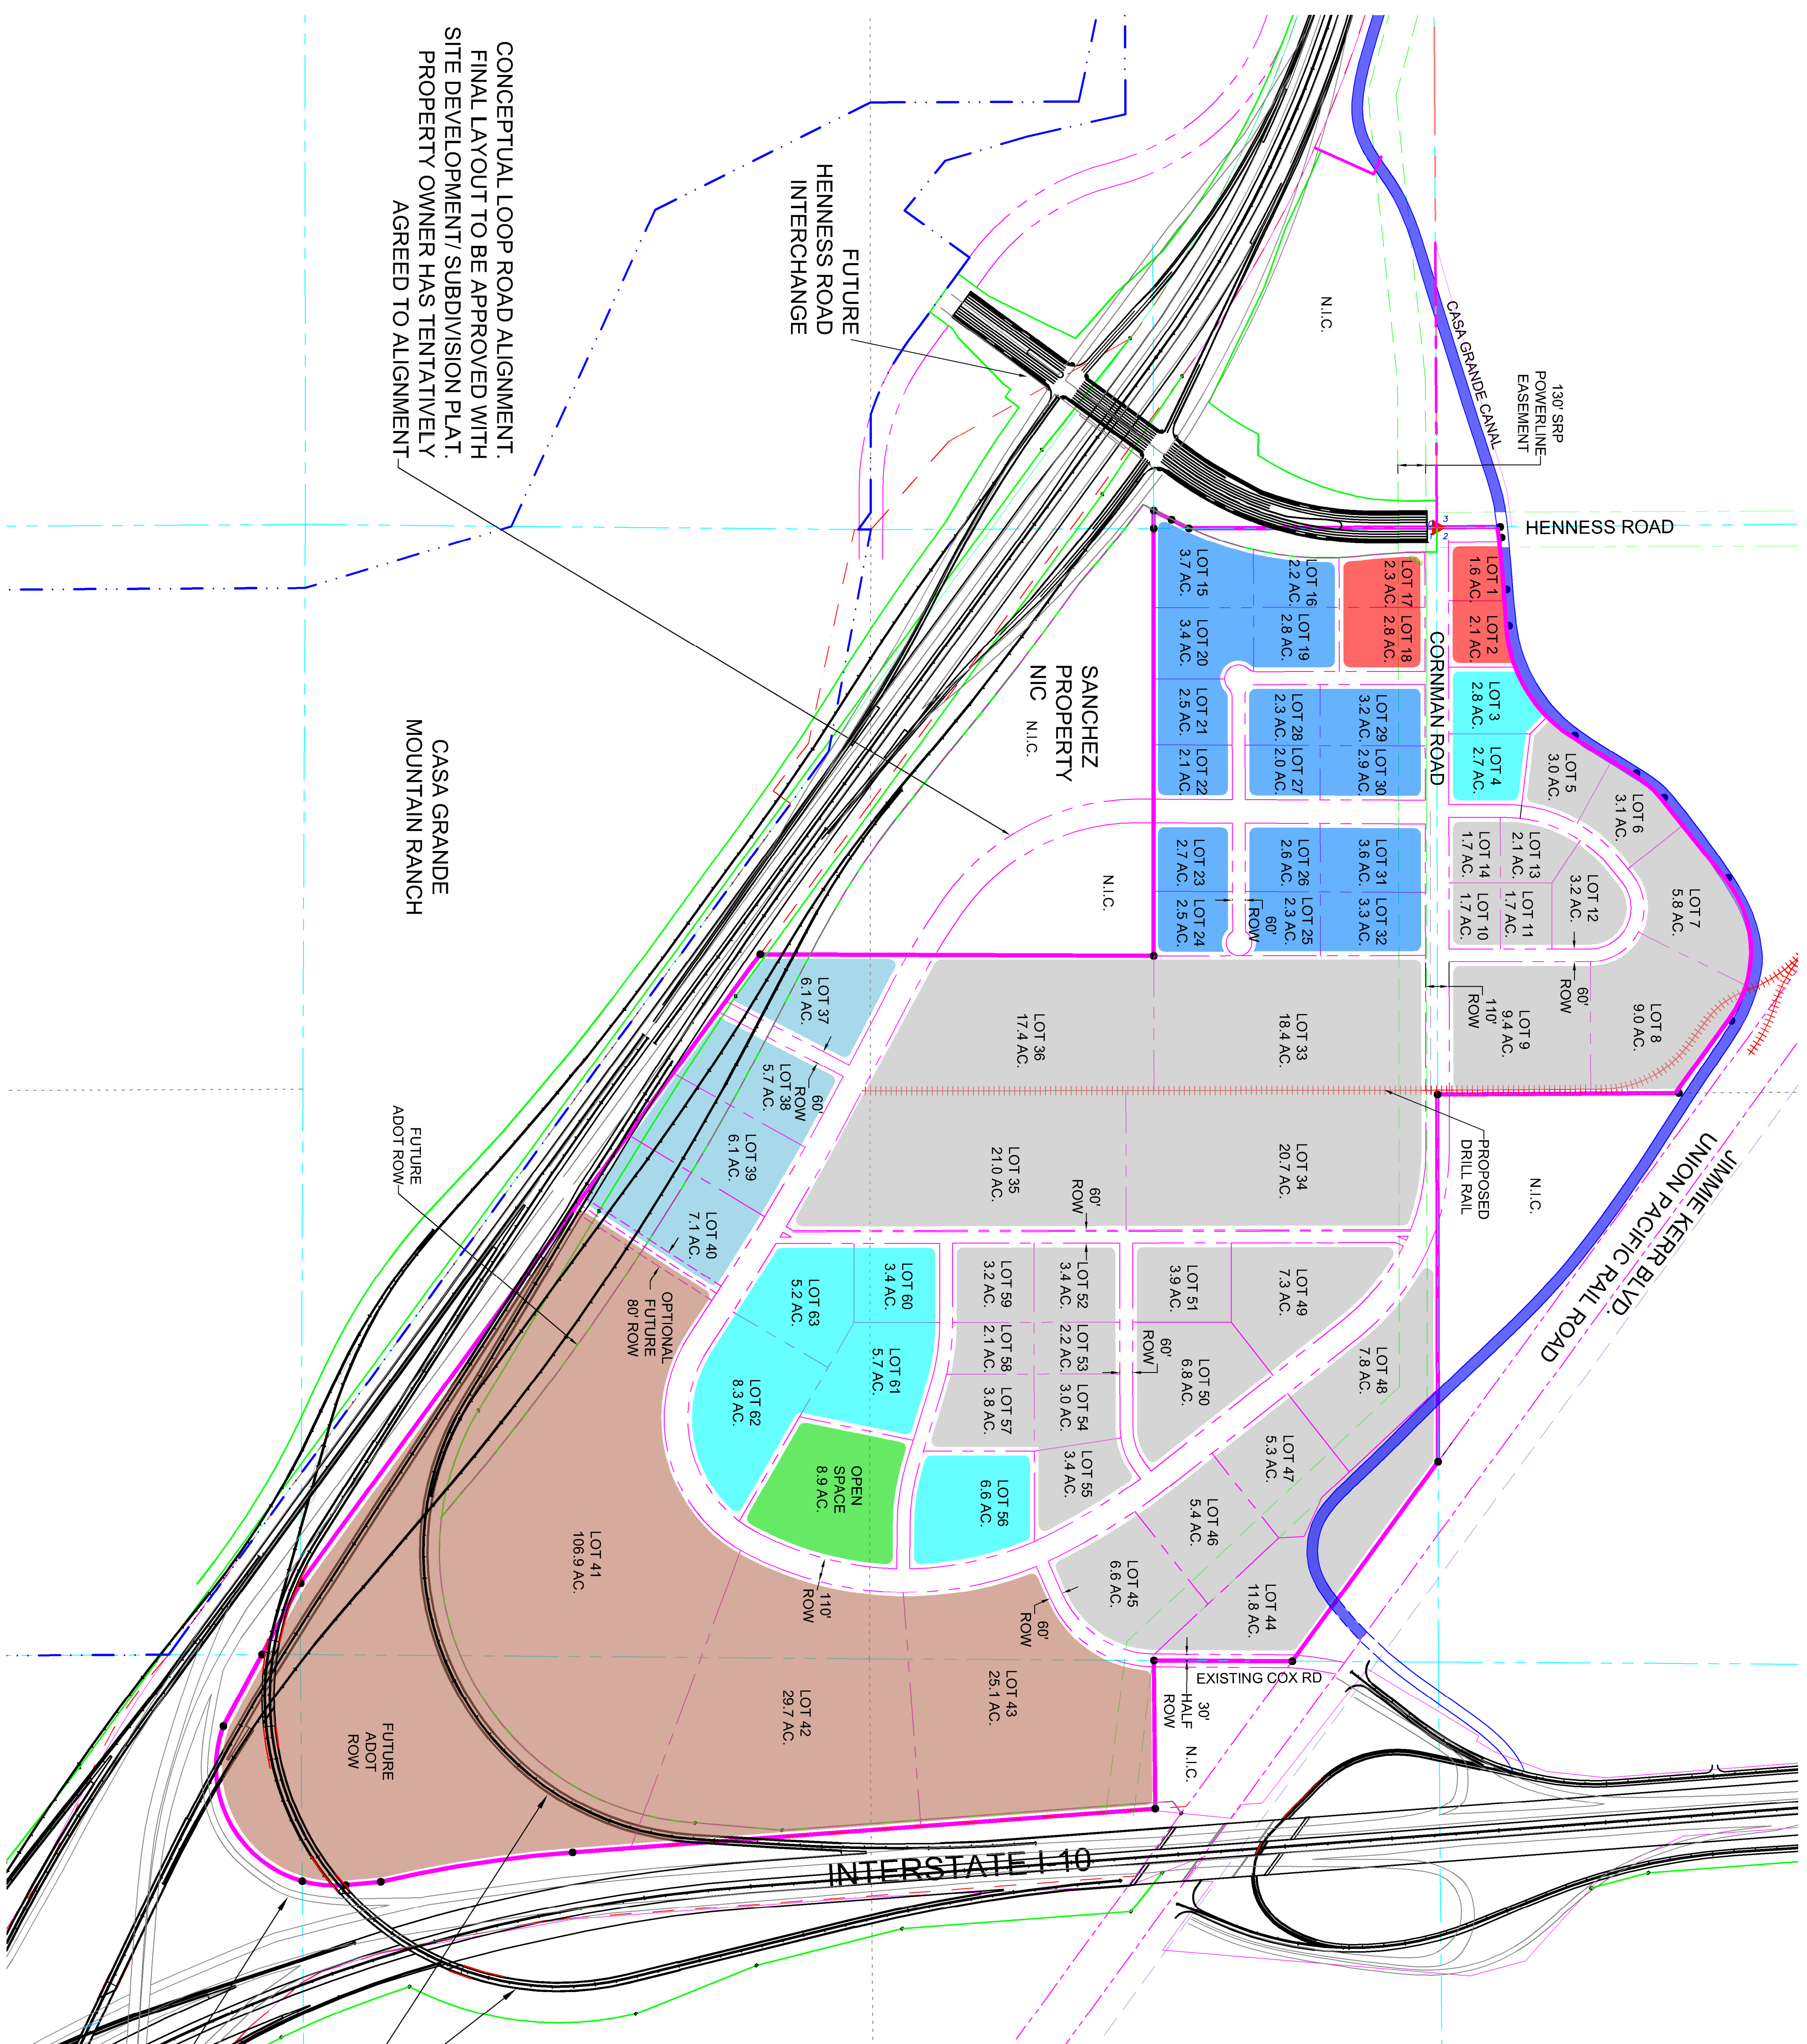 CONCEPTUAL LOOP ROAD ALIGNMENT.
FINAL LAYOUT TO BE APPROVED WITH
SITE DEVELOPMENT/ SUBDIVISION PLAT.
PROPERTY OWNER HAS TENTATIVELY
AGREED TO ALIGNMENT
FUTURE
HENNESS ROAD
INTERCHANGE
N.I.C.
CASA GRANDE CANAL
130' SRP
POWERLINE
EASEMENT
HENNESS ROAD
3
2
CORNMAN ROAD
LOT 1
1.6 AC.
LOT 2
2.1 AC.
LOT 3
2.8 AC.
LOT 4
2.7 AC.
LOT 5
3.0 AC.
LOT 6
3.1 AC.
LOT 7
5.8 AC.
LOT 8
9.0 AC.
LOT 9
9.4 AC.
LOT 10
1.7 AC.
LOT 11
1.7 AC.
LOT 12
3.2 AC.
LOT 13
2.1 AC.
LOT 14
1.7 AC.
60'
ROW
110'
ROW
LOT 15
3.7 AC.
LOT 16
2.2 AC.
LOT 17
2.3 AC.
LOT 18
2.8 AC.
LOT 19
2.8 AC.
LOT 20
3.4 AC.
LOT 21
2.5 AC.
LOT 22
2.1 AC.
LOT 23
2.7 AC.
LOT 24
2.5 AC.
LOT 25
2.3 AC.
LOT 26
2.6 AC.
LOT 27
2.0 AC.
LOT 28
2.3 AC.
LOT 29
3.2 AC.
LOT 30
2.9 AC.
LOT 31
3.6 AC.
LOT 32
3.3 AC.
60'
ROW
SANCHEZ
PROPERTY
NIC
N.I.C.
N.I.C.
CASA GRANDE
MOUNTAIN RANCH
LOT 33
18.4 AC.
LOT 34
20.7 AC.
LOT 35
21.0 AC.
LOT 36
17.4 AC.
PROPOSED
DRILL RAIL
N.I.C.
JIMMIE KERR BLVD.
UNION PACIFIC RAIL ROAD
LOT 37
6.1 AC.
60'
ROW
LOT 38
5.7 AC.
LOT 39
6.1 AC.
LOT 40
7.1 AC.
FUTURE
ADOT ROW
OPTIONAL
FUTURE
80' ROW
60'
ROW
LOT 41
106.9 AC.
LOT 42
29.7 AC.
LOT 43
25.1 AC.
LOT 44
11.8 AC.
LOT 45
6.6 AC.
LOT 46
5.4 AC.
LOT 47
5.3 AC.
LOT 48
7.8 AC.
LOT 49
7.3 AC.
LOT 50
6.8 AC.
LOT 51
3.9 AC.
LOT 52
3.4 AC.
LOT 53
2.2 AC.
LOT 54
3.0 AC.
LOT 55
3.4 AC.
LOT 56
6.6 AC.
LOT 57
3.8 AC.
LOT 58
2.1 AC.
LOT 59
3.2 AC.
LOT 60
3.4 AC.
LOT 61
5.7 AC.
LOT 62
8.3 AC.
LOT 63
5.2 AC.
60'
ROW
OPEN
SPACE
8.9 AC.
110'
ROW
60'
ROW
EXISTING COX RD
30'
HALF
ROW
N.I.C.
FUTURE
ADOT
ROW
INTERSTATE I-10